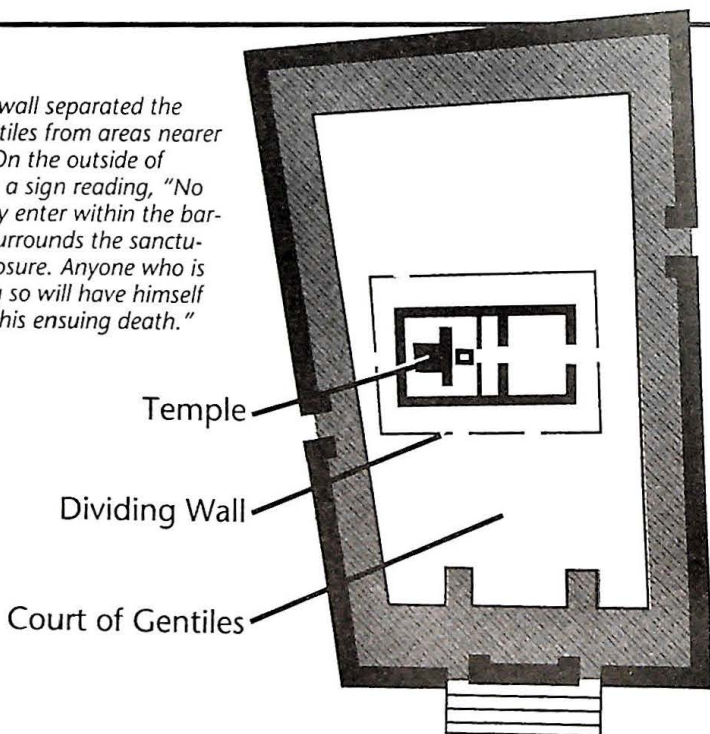 wall separated the
tiles from areas nearer
On the outside of
a sign reading, “No
y enter within the bar-
urrounds the sanctu-
osure. Anyone who is
so will have himself
his ensuing death.”
Temple
Dividing Wall
Court of Gentiles